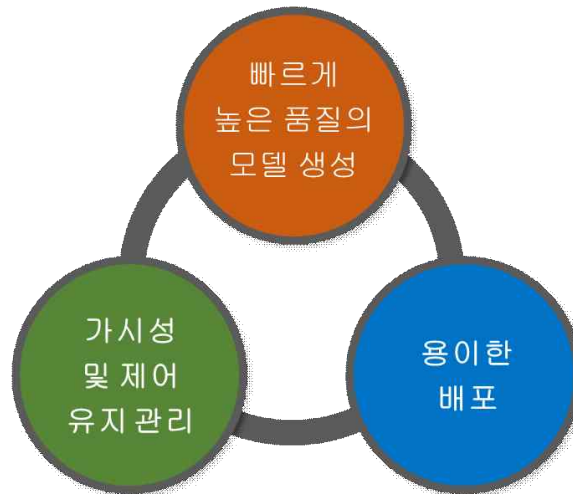 빠르게
높은 품질의
모델 생성
가시성
및 제어
유지 관리
용이한
배포